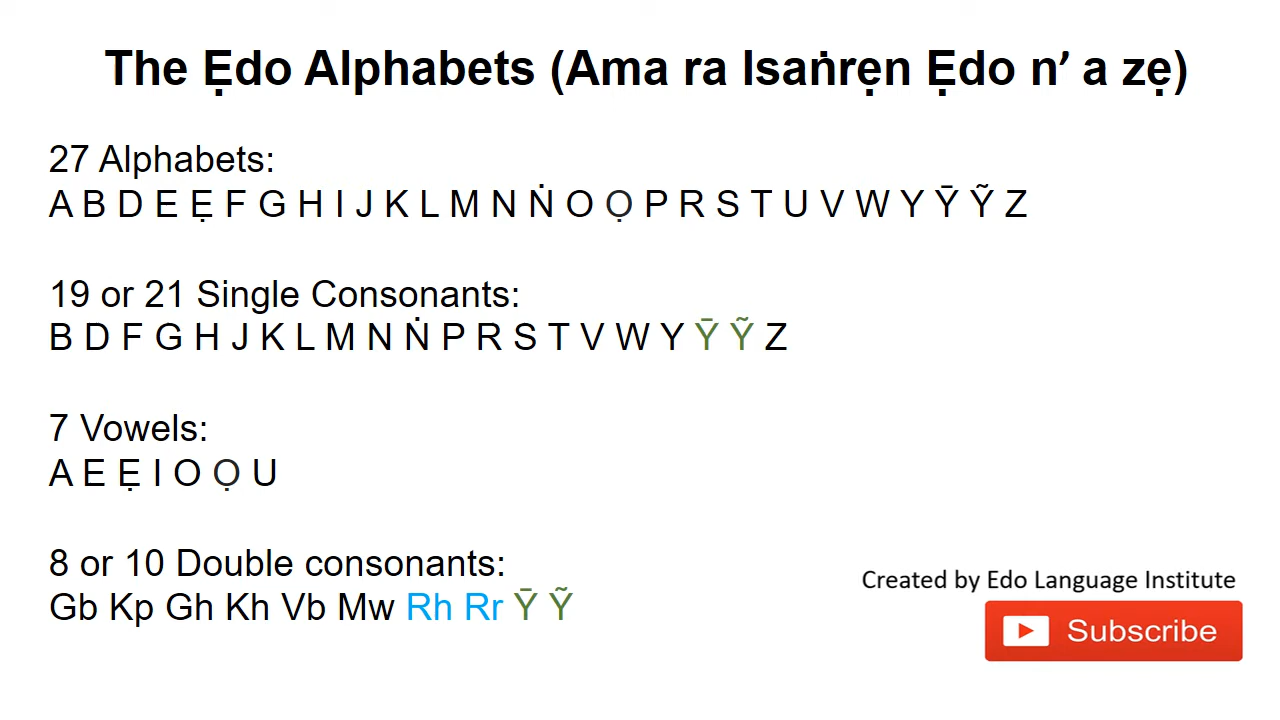 The Ẹdo Alphabets (Ama ra Isaṅrẹn Ẹdo n’ a zẹ)
27 Alphabets:
A B D E Ẹ F G H I J K L M N Ṅ O Ọ P R S T U V W Y Ȳ Ỹ Z
19 or 21 Single Consonants:
B D F G H J K L M N Ṅ P R S T V W Y Ȳ Ỹ Z
7 Vowels:
A E Ẹ I O Ọ U
8 or 10 Double consonants:
Gb Kp Gh Kh Vb Mw Rh Rr Ȳ Ỹ
Created by Edo Language Institute
Subscribe